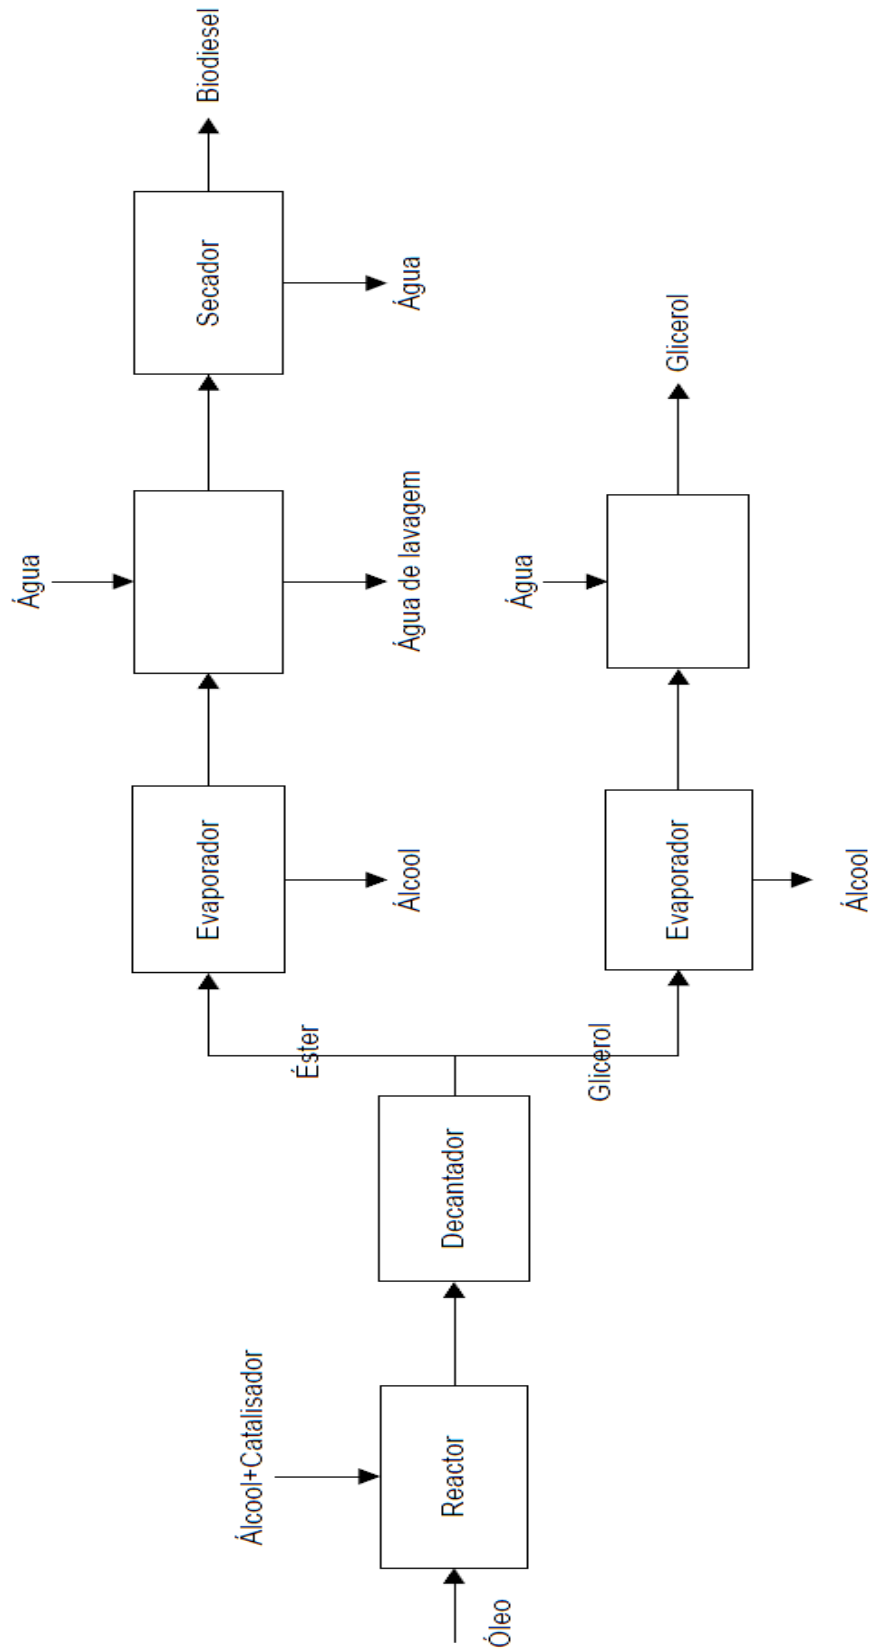 Óleo
Álcool+Catalisador
Reactor
Decantador
Éster
Glicerol
Evaporador
Álcool
Água
Água de lavagem
Secador
Água
Biodiesel
Evaporador
Álcool
Água
Glicerol